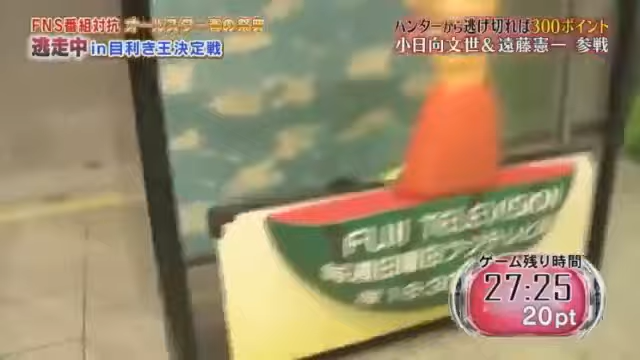 FNS番組対抗 オールスター春の祭典
逃走中in目利き王決定戦
ハンターから逃げ切れば300ポイント
小日向文世&遠藤憲一 参戦
FUJI TELEVISION
ゲーム残り時間
27:25
20pt